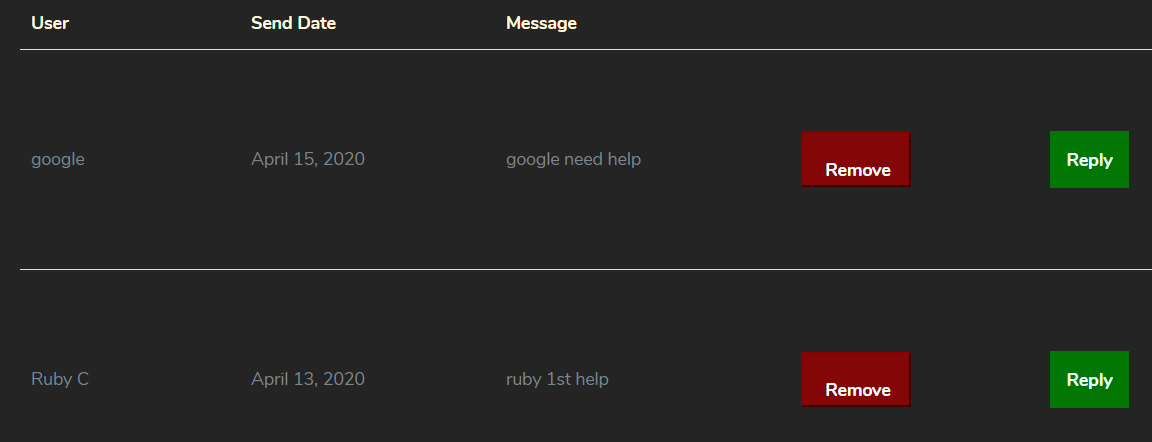 User Send Date Message
google April 15, 2020 google need help Remove Reply
Ruby C April 13, 2020 ruby 1st help Remove Reply